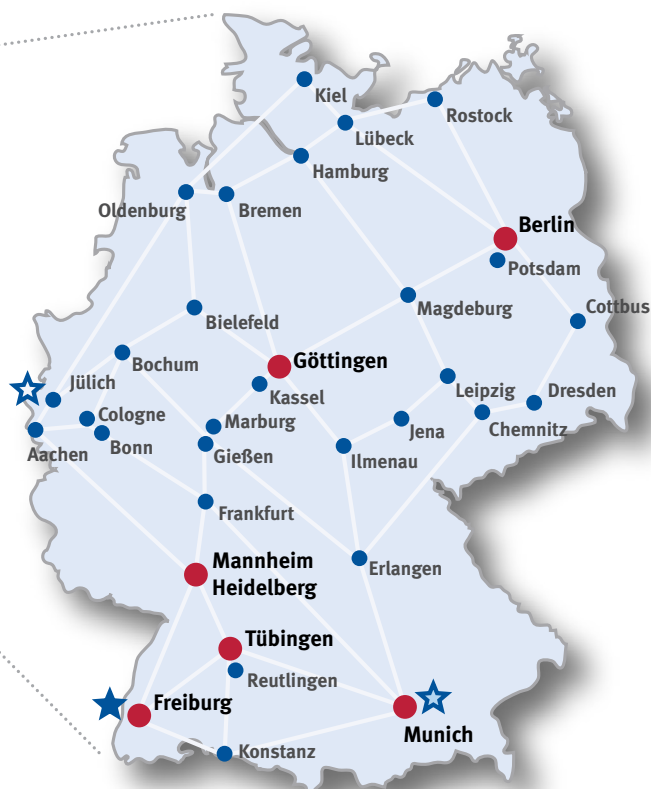 Kiel
Rostock
Lübeck
Hamburg
Oldenburg
Bremen
Berlin
Potsdam
Magdeburg
Cottbus
Bielefeld
Bochum
Göttingen
Jülich
Kassel
Leipzig
Dresden
Cologne
Marburg
Jena
Chemnitz
Aachen
Bonn
Gießen
Ilmenau
Frankfurt
Mannheim
Heidelberg
Erlangen
Tübingen
Reutlingen
Freiburg
Munich
Konstanz